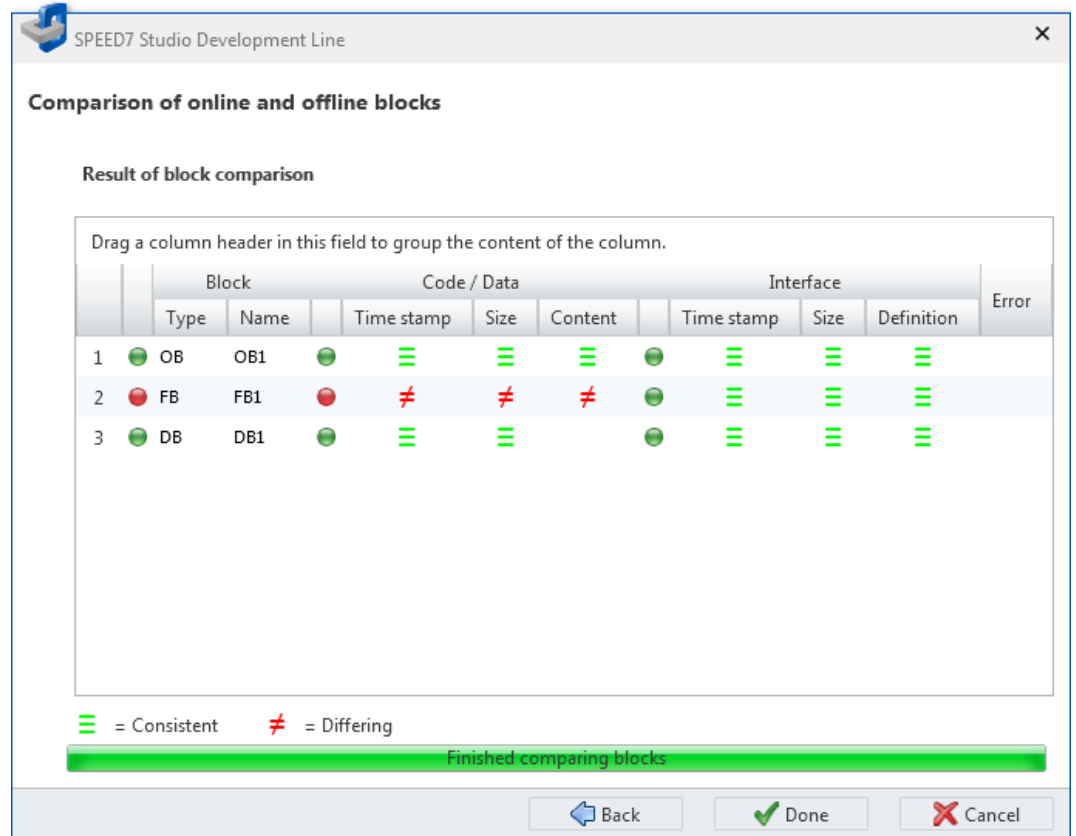 SPEED7 Studio Development Line
Comparison of online and offline blocks
Result of block comparison
Drag a column header in this field to group the content of the column.
Block Code / Data Interface Error
Type Name Time stamp Size Content Time stamp Size Definition
1 OB OB1 ≡ ≡ ≡ ≡ ≡ ≡
2 FB FB1 ≠ ≠ ≠ ≡ ≡ ≡
3 DB DB1 ≡ ≡ ≡ ≡ ≡
≡ = Consistent ≠ = Differing
Finished comparing blocks
Back Done Cancel